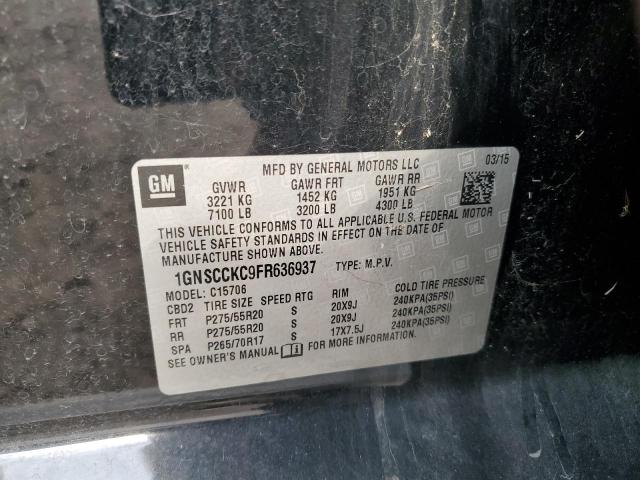 MFD BY GENERAL MOTORS LLC 03/15
GM GVWR GAWR FRT GAWR RR
3221 KG 1452 KG 1951 KG
7100 LB 3200 LB 4300 LB
THIS VEHICLE CONFORMS TO ALL APPLICABLE U.S. FEDERAL MOTOR
VEHICLE SAFETY STANDARDS IN EFFECT ON THE DATE OF
MANUFACTURE SHOWN ABOVE.
1GNSCCKC9FR636937 TYPE: M.P.V.
MODEL: C15706
CBD2 TIRE SIZE SPEED RTG RIM COLD TIRE PRESSURE
FRT P275/55R20 S 20X9J 240KPA(35PSI)
RR P275/55R20 S 20X9J 240KPA(35PSI)
SPA P265/70R17 S 17X7.5J 240KPA(35PSI)
SEE OWNER'S MANUAL FOR ADDITIONAL INFORMATION.